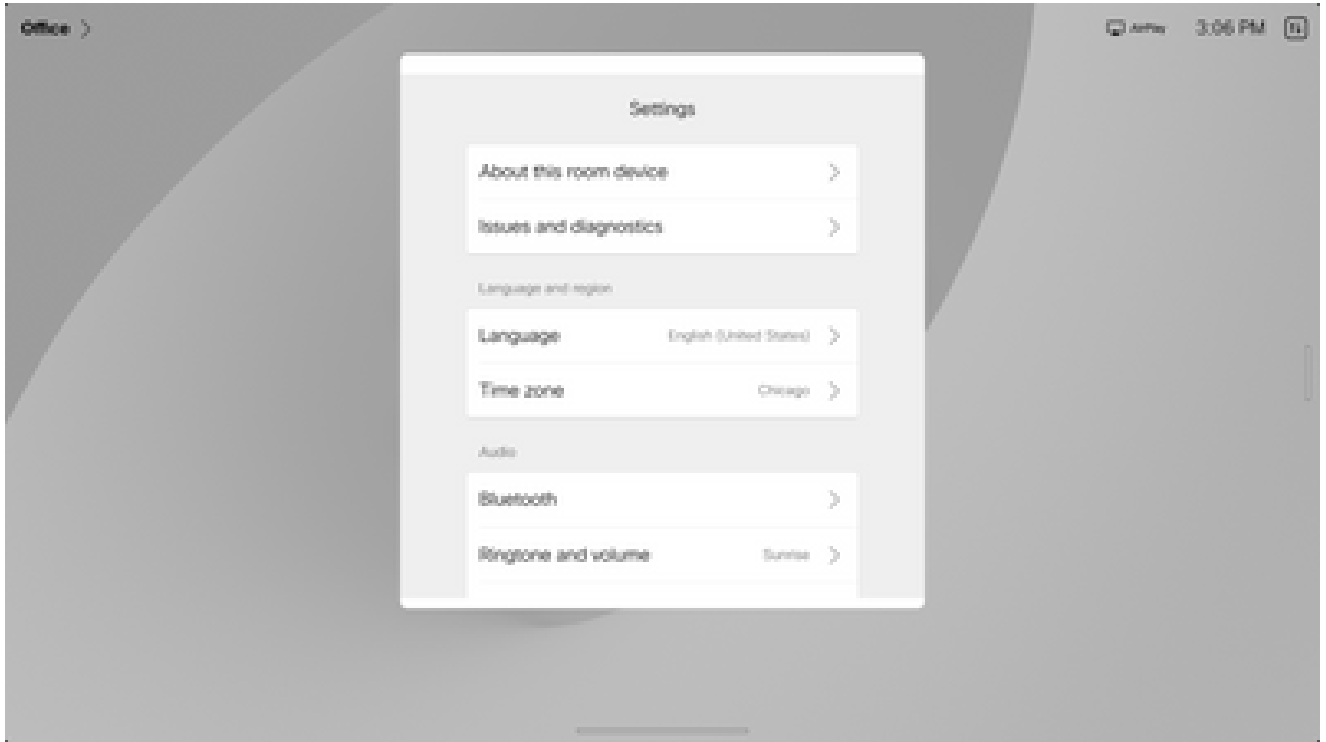 Office
AirPlay 3:06 PM
Settings
About this room device
Issues and diagnostics
Language and region
Language English (United States)
Time zone Chicago
Audio
Bluetooth
Ringtone and volume Sunrise